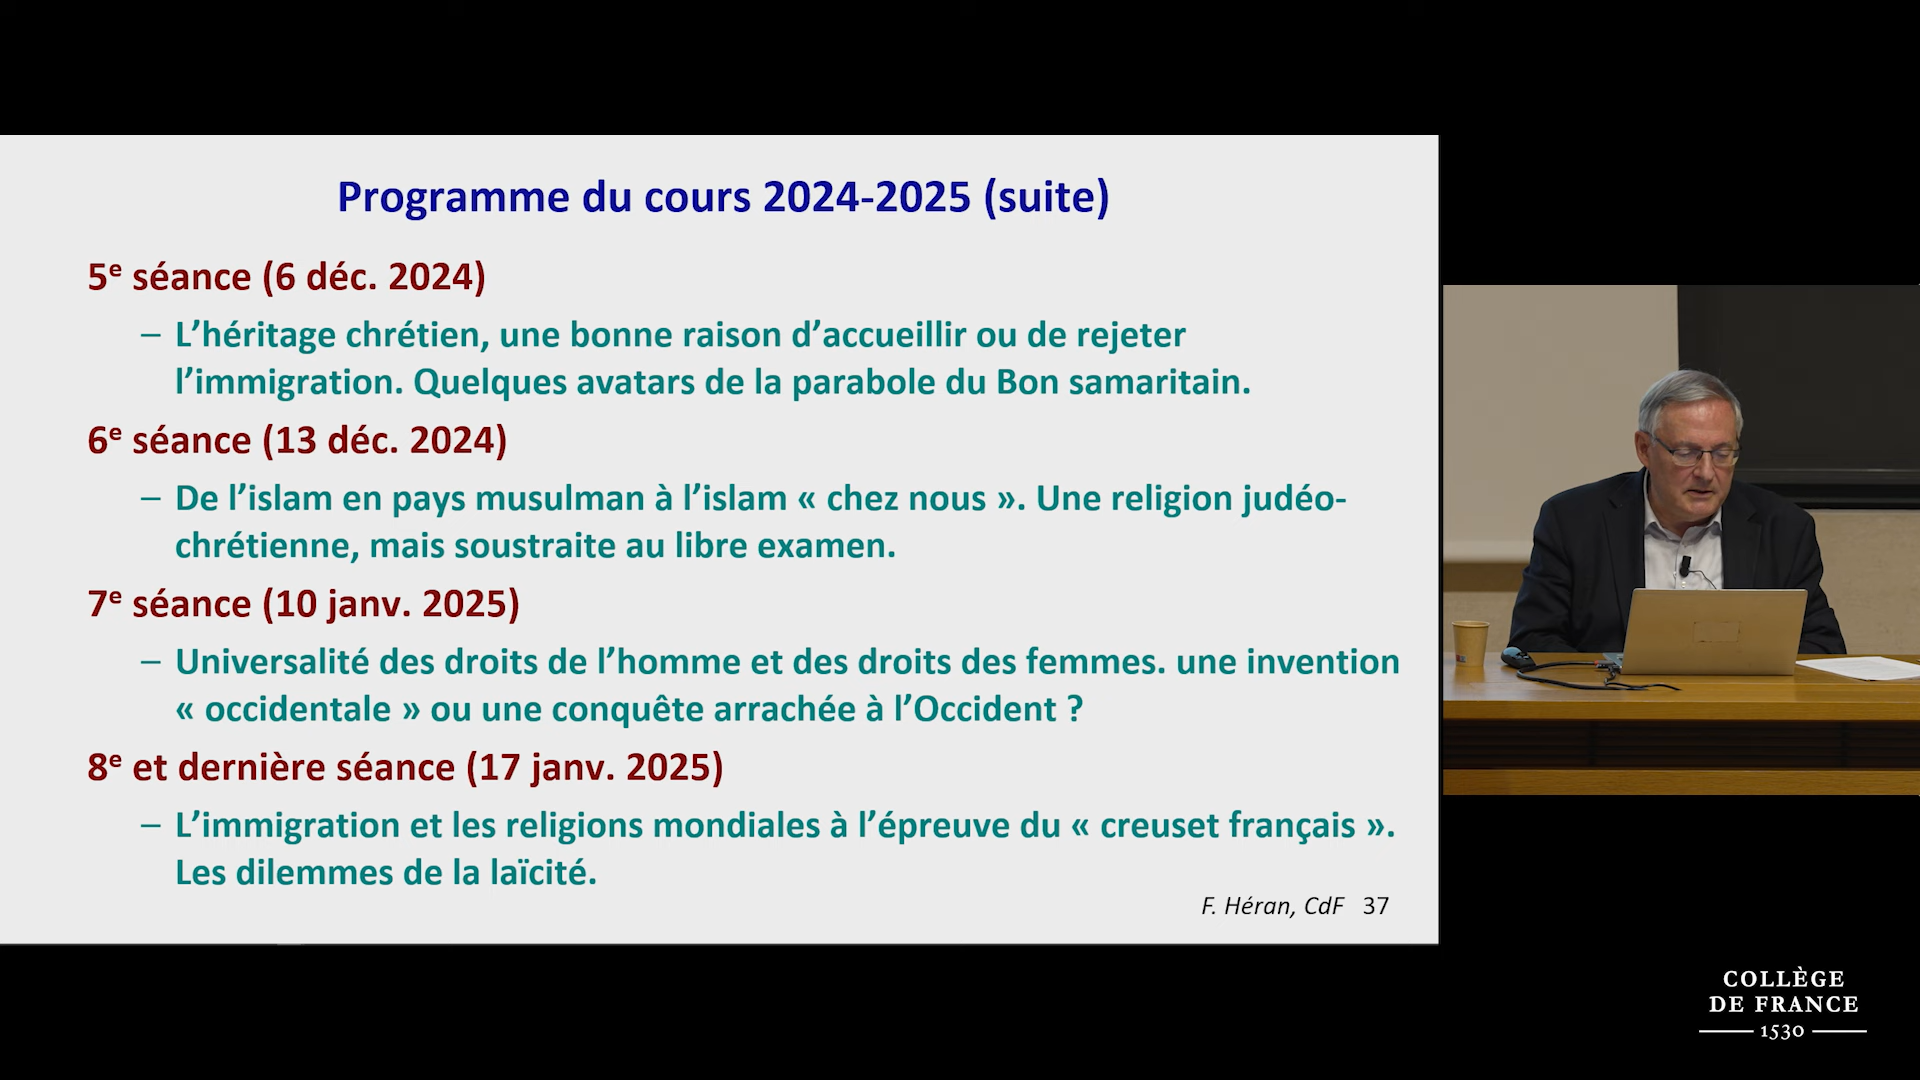 Programme du cours 2024-2025 (suite)
5e séance (6 déc. 2024)
– L’héritage chrétien, une bonne raison d’accueillir ou de rejeter
l’immigration. Quelques avatars de la parabole du Bon samaritain.
6e séance (13 déc. 2024)
– De l’islam en pays musulman à l’islam « chez nous ». Une religion judéo-
chrétienne, mais soustraite au libre examen.
7e séance (10 janv. 2025)
– Universalité des droits de l’homme et des droits des femmes. une invention
« occidentale » ou une conquête arrachée à l’Occident ?
8e et dernière séance (17 janv. 2025)
– L’immigration et les religions mondiales à l’épreuve du « creuset français ».
Les dilemmes de la laïcité.
F. Héran, CdF 37
COLLÈGE
DE FRANCE
1530